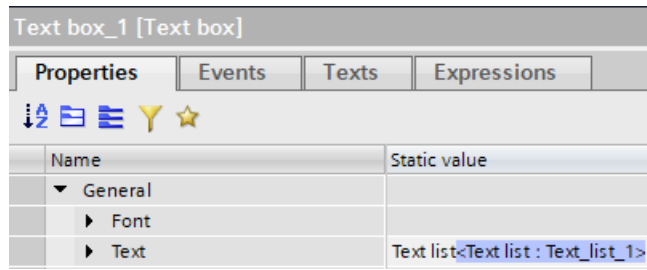 Text box_1 [Text box]
Properties Events Texts Expressions
Name Static value
General
Font
Text Text list<Text list : Text_list_1>